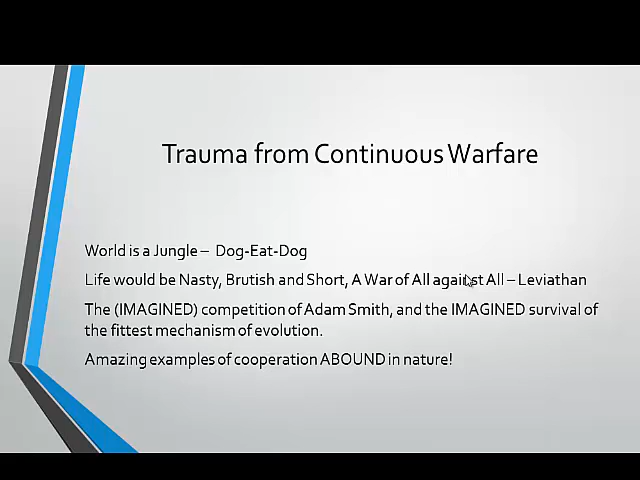 Trauma from Continuous Warfare
World is a Jungle – Dog-Eat-Dog
Life would be Nasty, Brutish and Short, A War of All against All – Leviathan
The (IMAGINED) competition of Adam Smith, and the IMAGINED survival of
the fittest mechanism of evolution.
Amazing examples of cooperation ABOUND in nature!